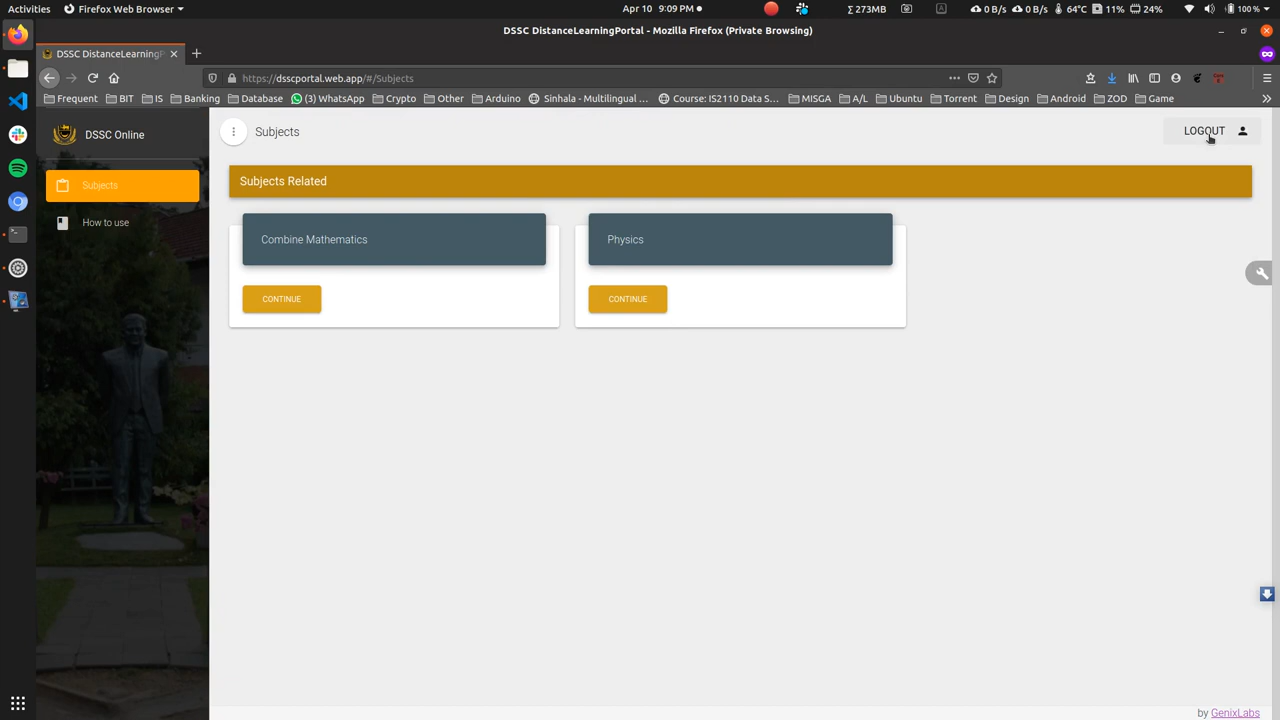 Activities
Firefox Web Browser
Apr 10 9:09 PM
Σ 273MB
A
0 B/s
0 B/s
64°C
11%
24%
100 %
DSSC DistanceLearningPortal - Mozilla Firefox (Private Browsing)
DSSC DistanceLearningP
https://dsscportal.web.app/#/Subjects
Frequent
BIT
IS
Banking
Database
(3) WhatsApp
Crypto
Other
Arduino
Sinhala - Multilingual ...
Course: IS2110 Data S...
MISGA
A/L
Ubuntu
Torrent
Design
Android
ZOD
Game
DSSC Online
Subjects
LOGOUT
Subjects
How to use
Subjects Related
Combine Mathematics
Physics
CONTINUE
CONTINUE
by GenixLabs